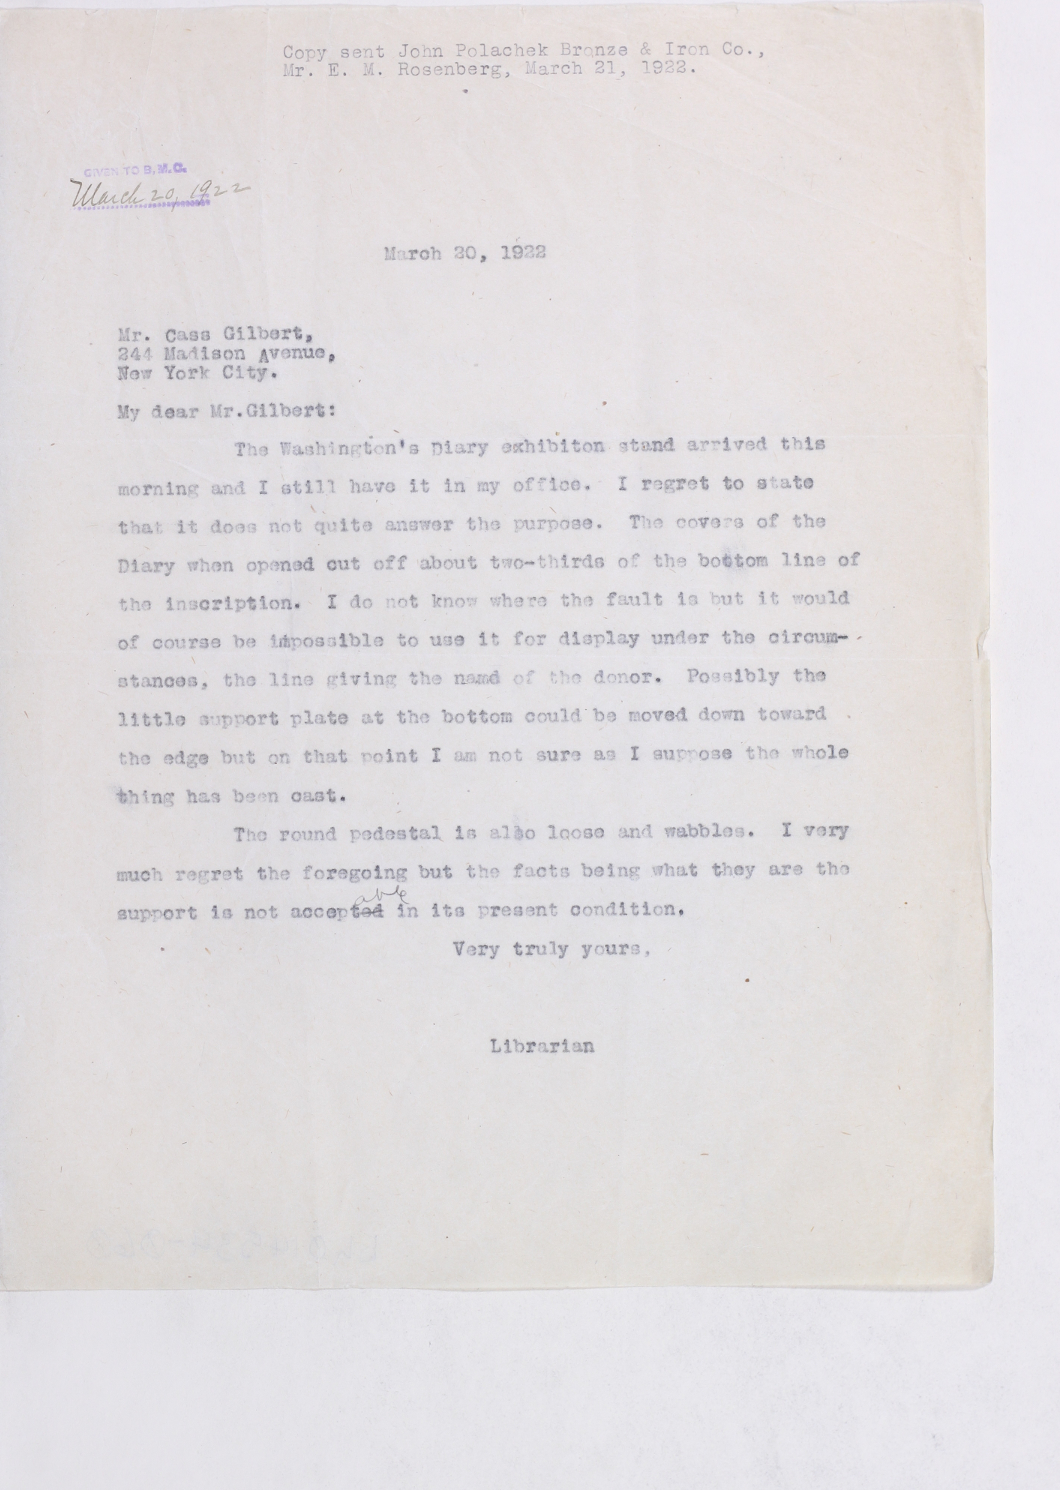 Copy sent John Polachek Bronze & Iron Co.,
Mr. E. M. Rosenberg, March 21, 1922.
GIVEN TO B.M.C.
March 20, 1922
March 20, 1922
Mr. Cass Gilbert,
244 Madison Avenue,
New York City.
My dear Mr.Gilbert:
The Washington's Diary exhibiton stand arrived this
morning and I still have it in my office. I regret to state
that it does not quite answer the purpose. The covers of the
Diary when opened cut off about two-thirds of the bottom line of
the inscription. I do not know where the fault is but it would
of course be impossible to use it for display under the circum-
stances, the line giving the name of the donor. Possibly the
little support plate at the bottom could be moved down toward
the edge but on that point I am not sure as I suppose the whole
thing has been cast.
The round pedestal is also loose and wabbles. I very
much regret the foregoing but the facts being what they are the
support is not acceptable in its present condition.
Very truly yours,
Librarian